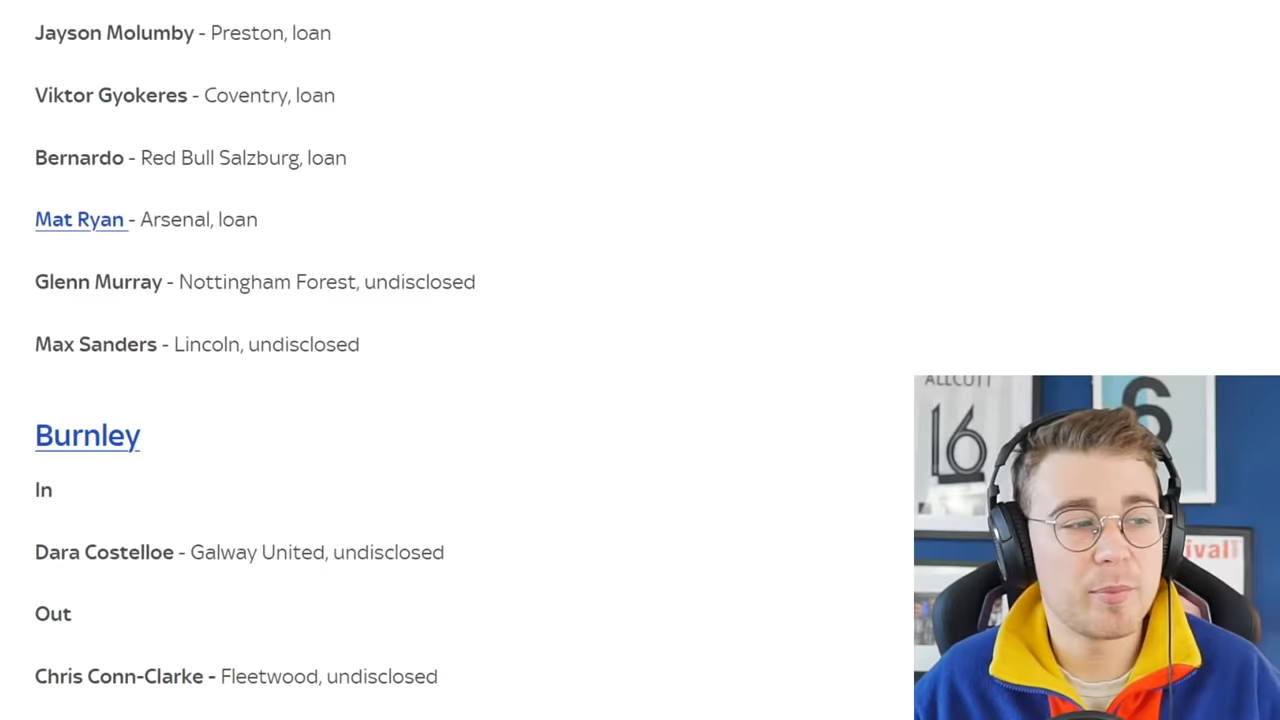 Jayson Molumby - Preston, loan
Viktor Gyokeres - Coventry, loan
Bernardo - Red Bull Salzburg, loan
Mat Ryan - Arsenal, loan
Glenn Murray - Nottingham Forest, undisclosed
Max Sanders - Lincoln, undisclosed
Burnley
In
Dara Costelloe - Galway United, undisclosed
Out
Chris Conn-Clarke - Fleetwood, undisclosed
ALLCOTT
16
6
ival